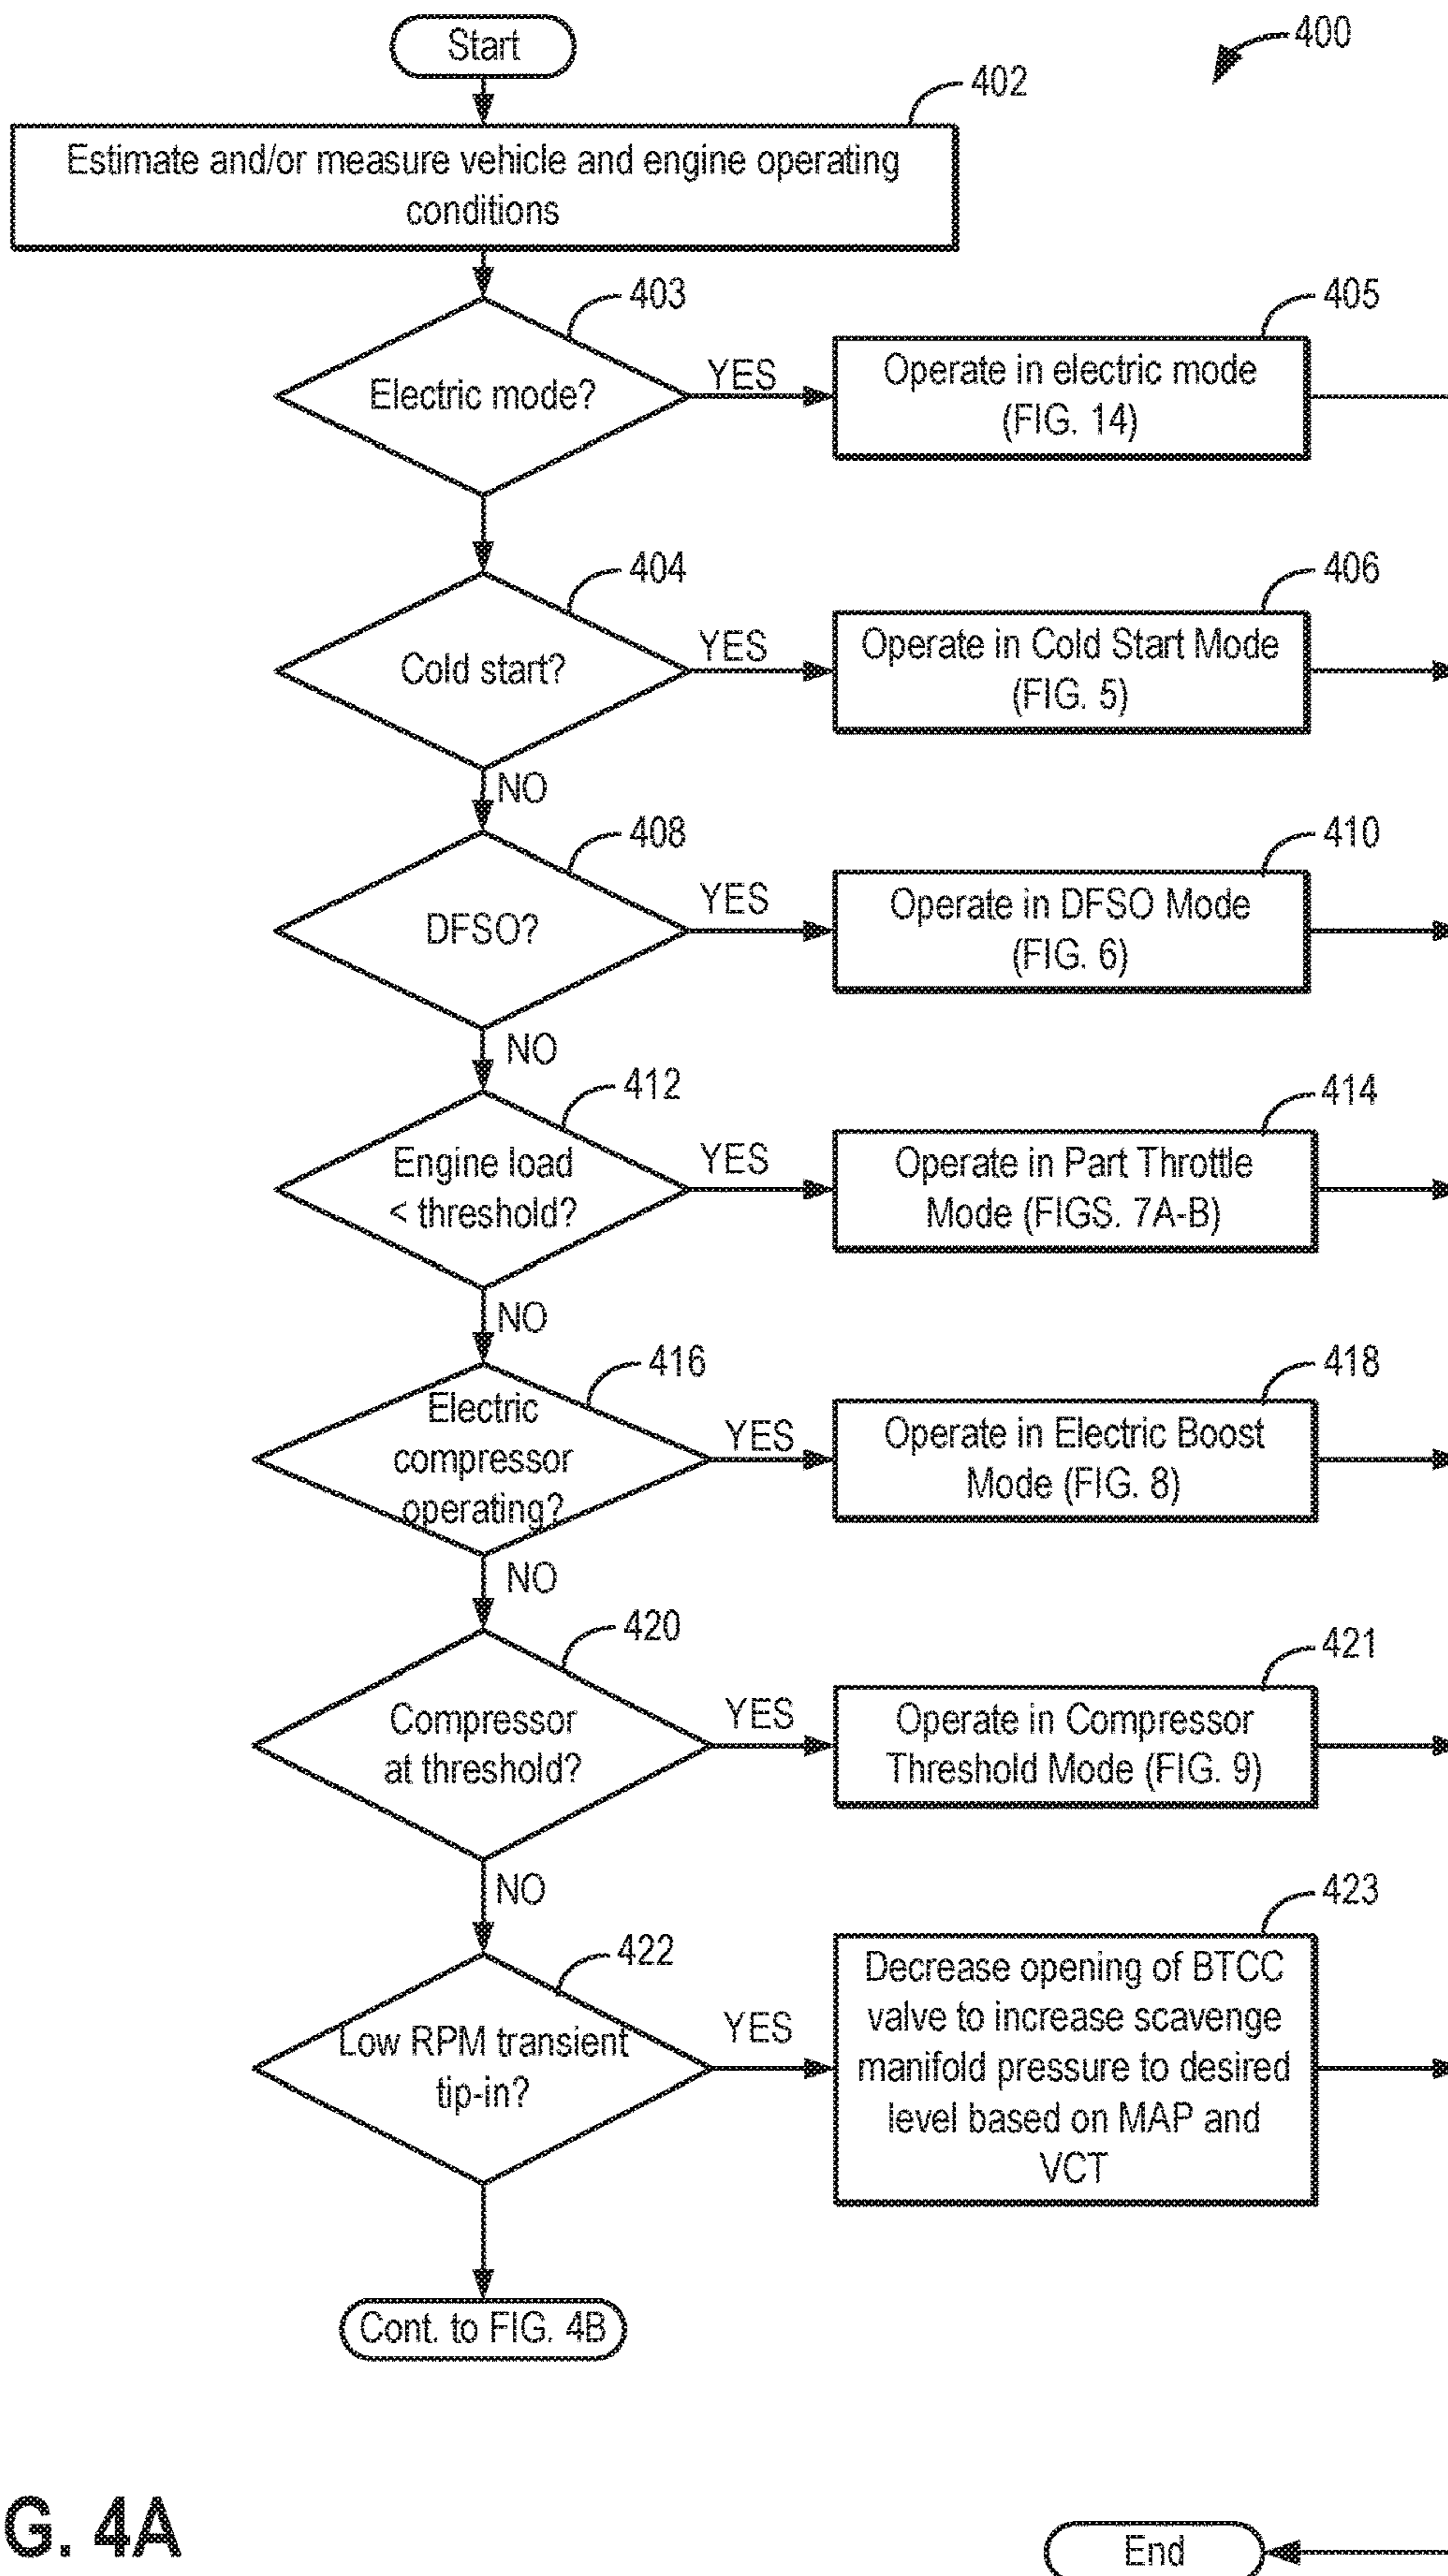 Start
400
402
Estimate and/or measure vehicle and engine operating
conditions
403
Electric mode?
YES
405
Operate in electric mode
(FIG. 14)
404
Cold start?
YES
406
Operate in Cold Start Mode
(FIG. 5)
NO
408
DFSO?
YES
410
Operate in DFSO Mode
(FIG. 6)
NO
412
Engine load
< threshold?
YES
414
Operate in Part Throttle
Mode (FIGS. 7A-B)
NO
416
Electric
compressor
operating?
YES
418
Operate in Electric Boost
Mode (FIG. 8)
NO
420
Compressor
at threshold?
YES
421
Operate in Compressor
Threshold Mode (FIG. 9)
NO
422
Low RPM transient
tip-in?
YES
423
Decrease opening of BTCC
valve to increase scavenge
manifold pressure to desired
level based on MAP and
VCT
Cont. to FIG. 4B
G. 4A
End